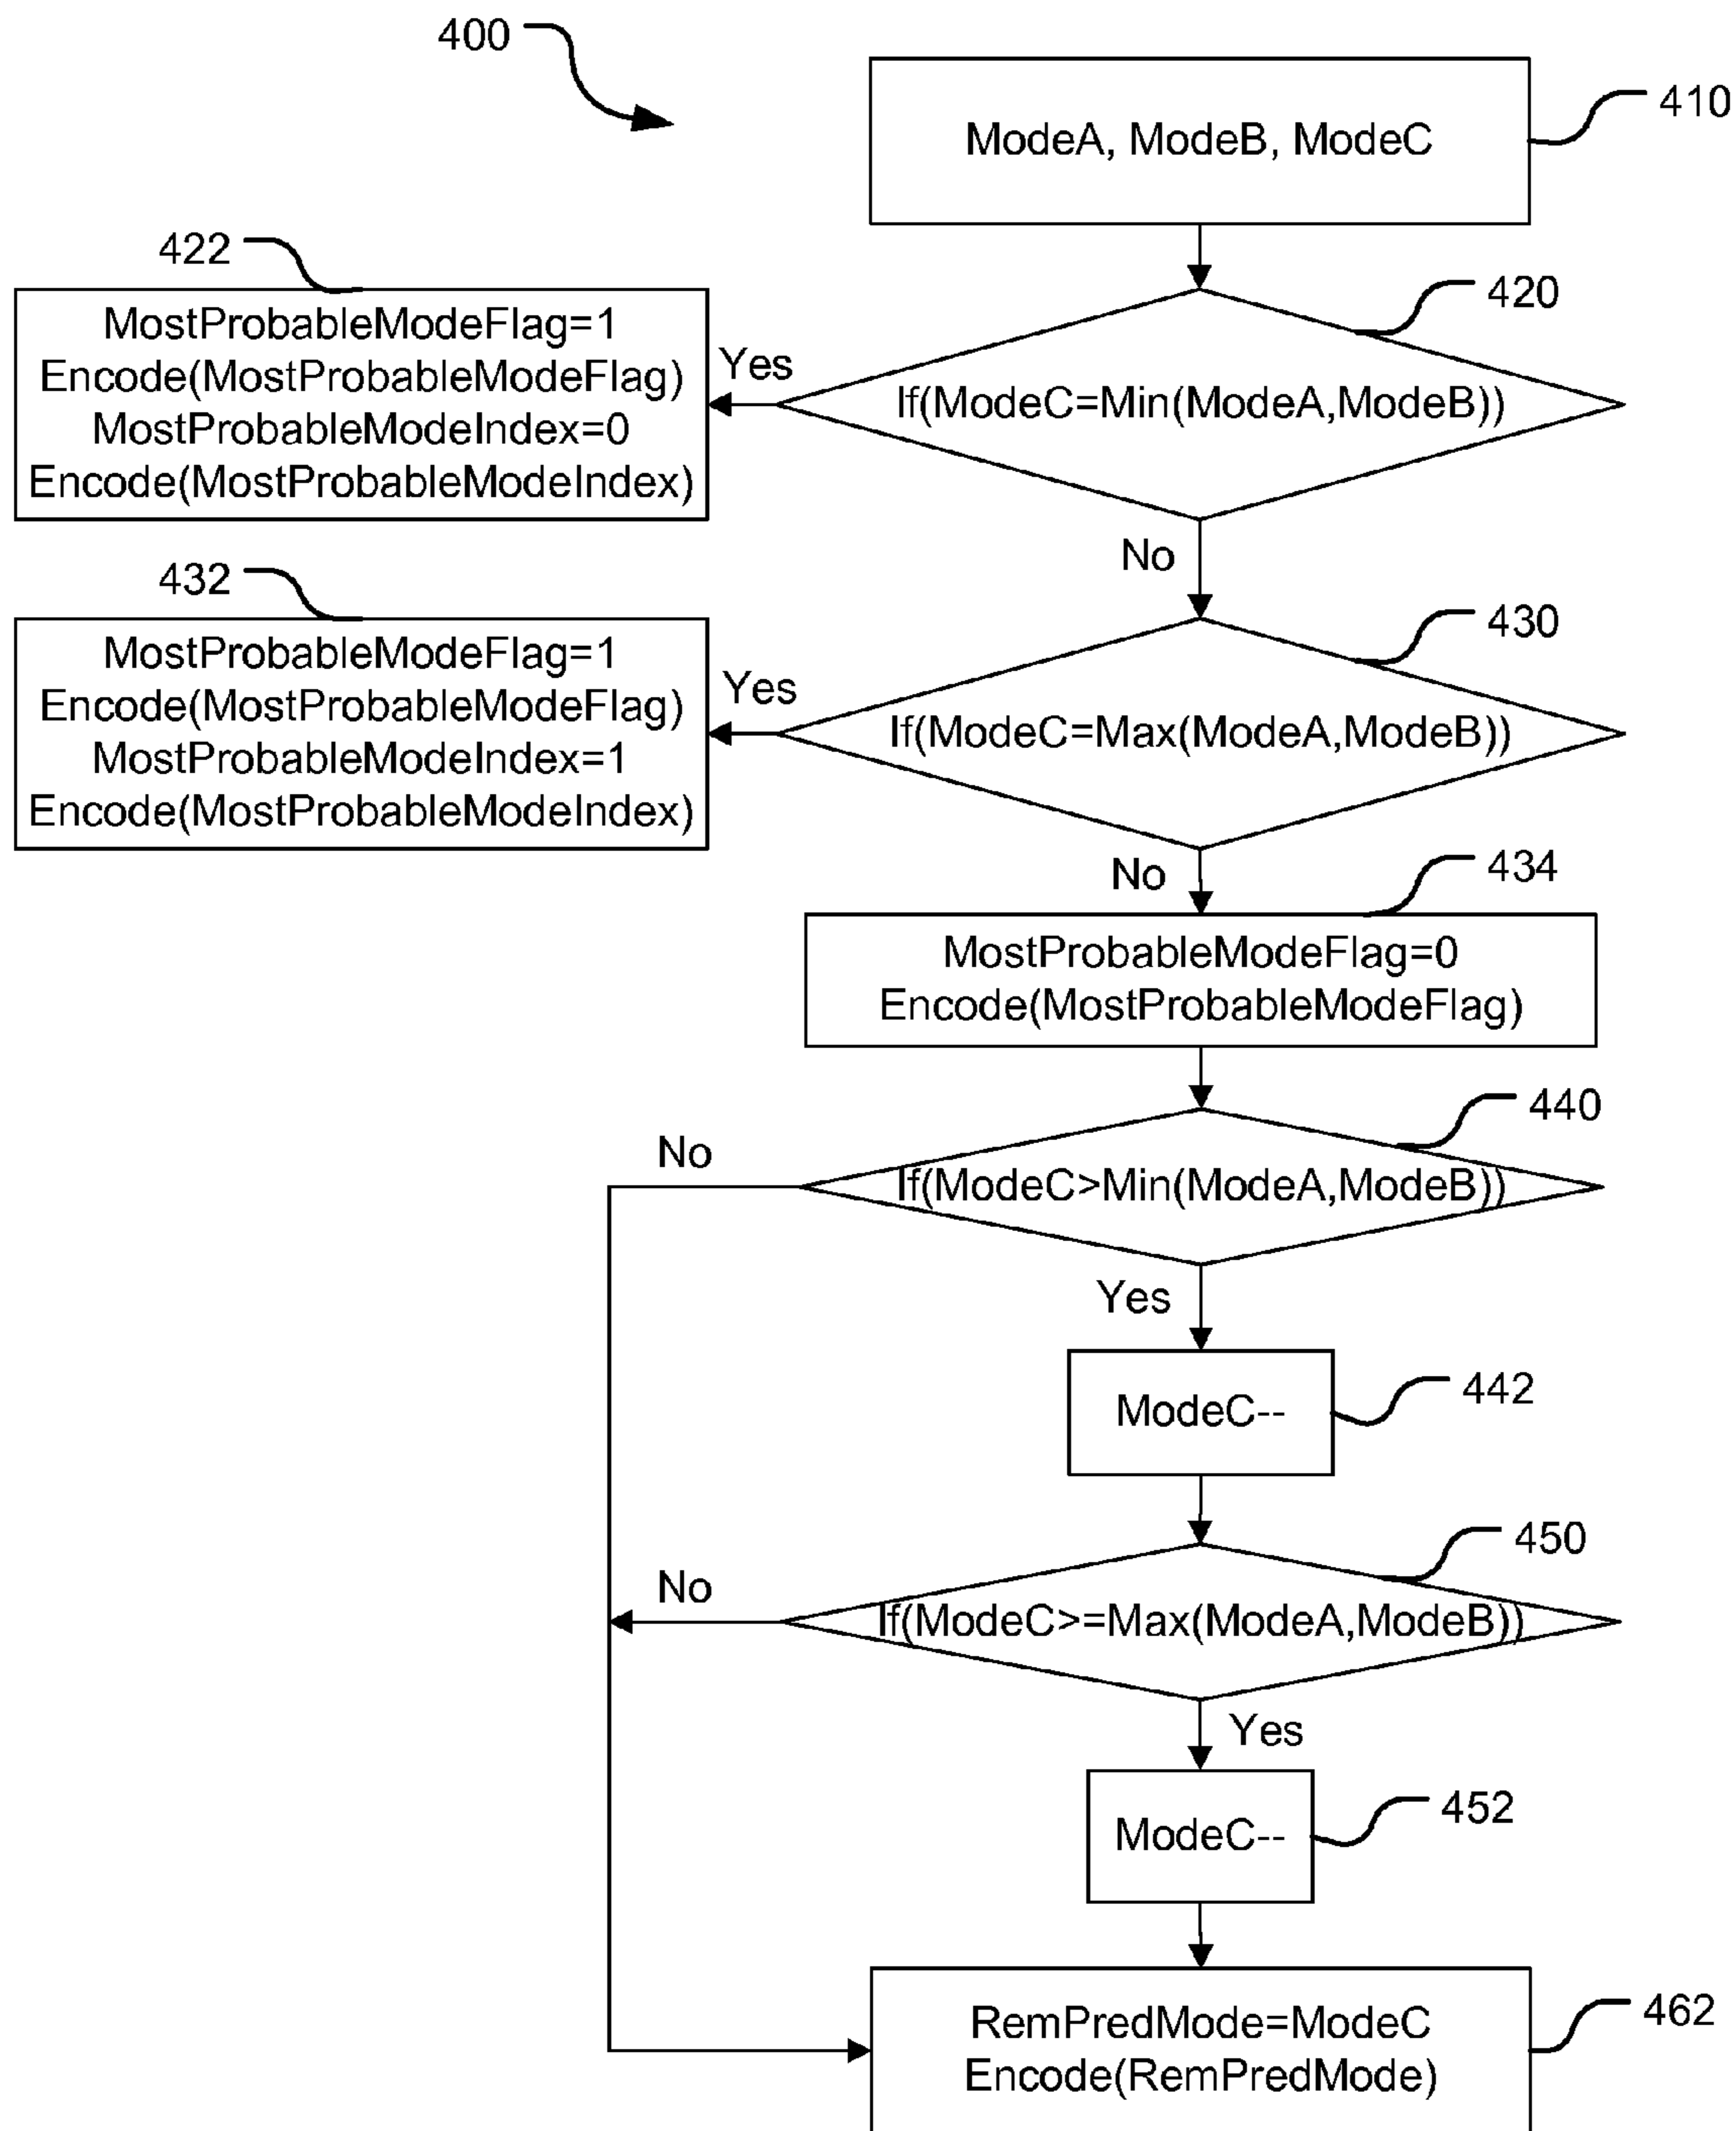 400
410
ModeA, ModeB, ModeC
422
MostProbableModeFlag=1
Encode(MostProbableModeFlag)
MostProbableModeIndex=0
Encode(MostProbableModeIndex)
Yes
420
If(ModeC=Min(ModeA,ModeB))
No
432
MostProbableModeFlag=1
Encode(MostProbableModeFlag)
MostProbableModeIndex=1
Encode(MostProbableModeIndex)
Yes
430
If(ModeC=Max(ModeA,ModeB))
No
434
MostProbableModeFlag=0
Encode(MostProbableModeFlag)
440
No
If(ModeC>Min(ModeA,ModeB))
Yes
442
ModeC--
450
No
If(ModeC>=Max(ModeA,ModeB))
Yes
452
ModeC--
462
RemPredMode=ModeC
Encode(RemPredMode)